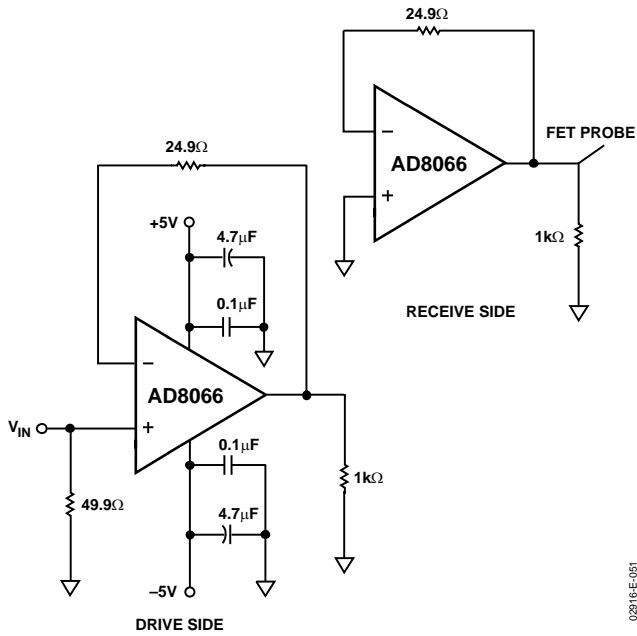 24.9Ω
−
AD8066
+
FET PROBE
1kΩ
RECEIVE SIDE
24.9Ω
+5V
4.7μF
0.1μF
−
AD8066
+
VIN
49.9Ω
0.1μF
4.7μF
1kΩ
−5V
DRIVE SIDE
02916-E-051